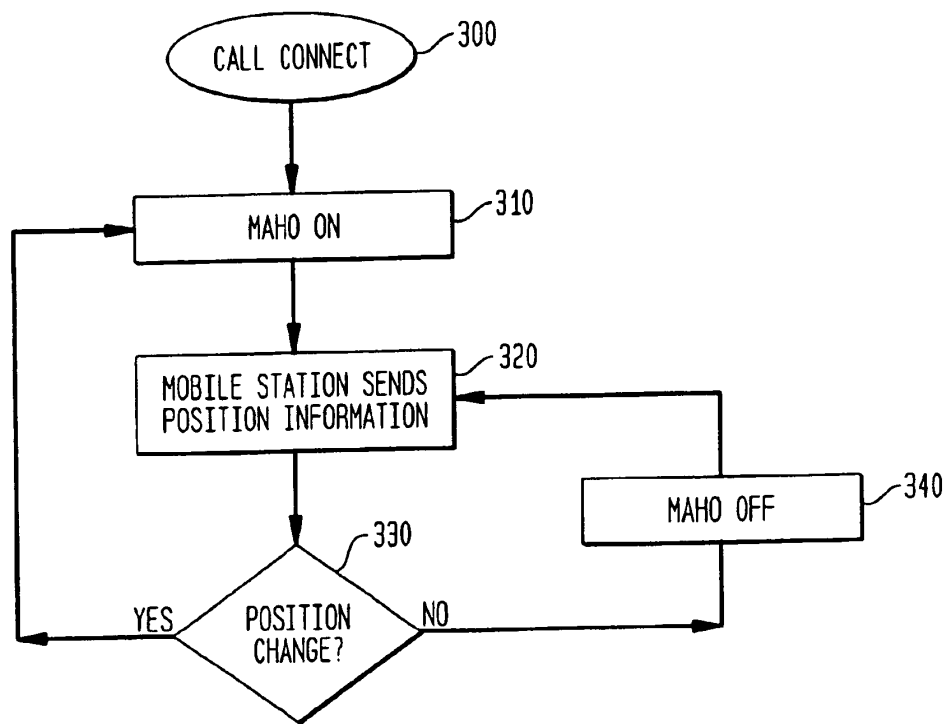 CALL CONNECT
300
MAHO ON
310
MOBILE STATION SENDS
POSITION INFORMATION
320
MAHO OFF
340
330
YES
POSITION
CHANGE?
NO